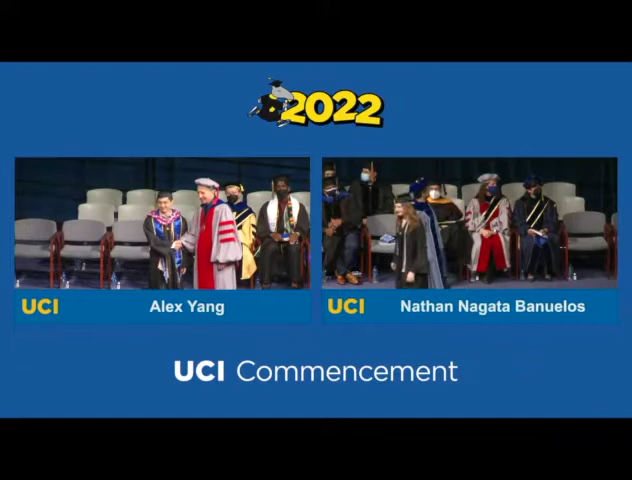 2022
UCI Alex Yang
UCI Nathan Nagata Banuelos
UCI Commencement